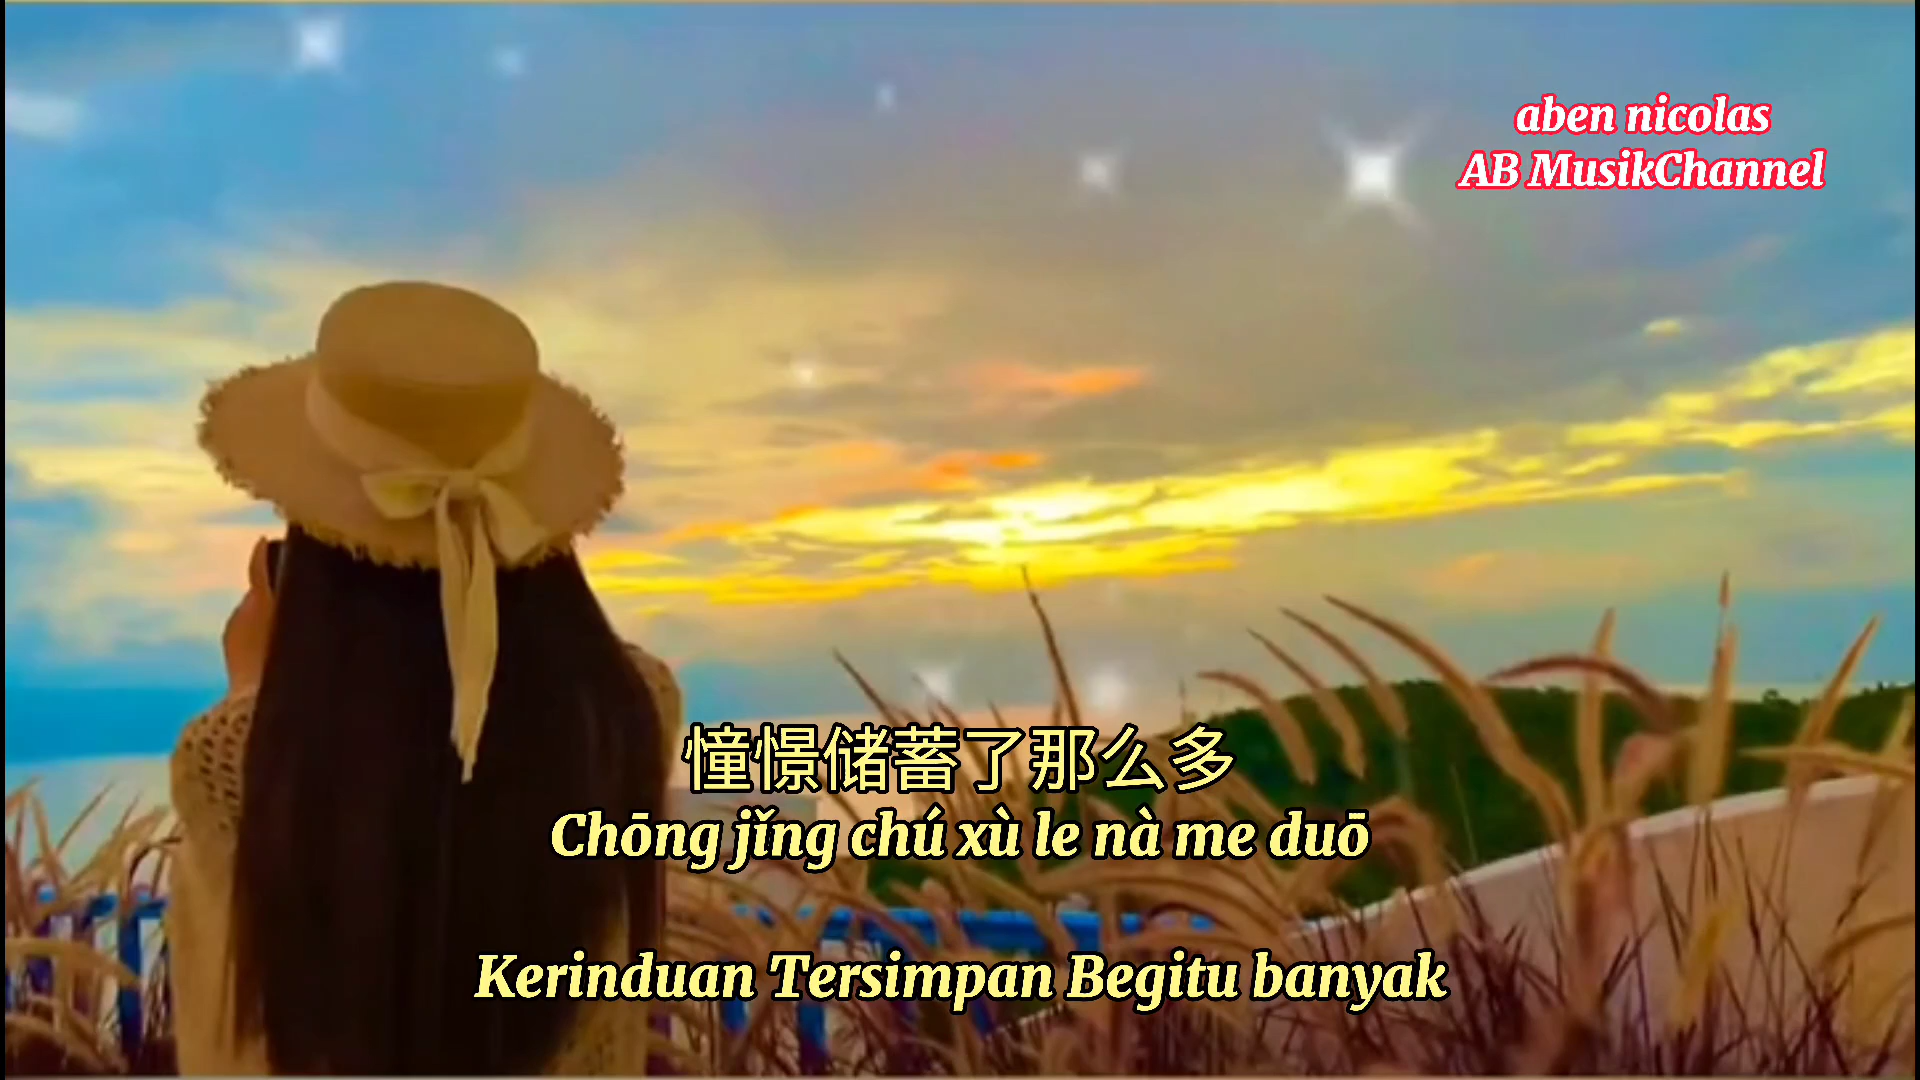 aben nicolas
AB MusikChannel
憧憬储蓄了那么多
Chōng jǐng chú xù le nà me duō
Kerinduan Tersimpan Begitu banyak